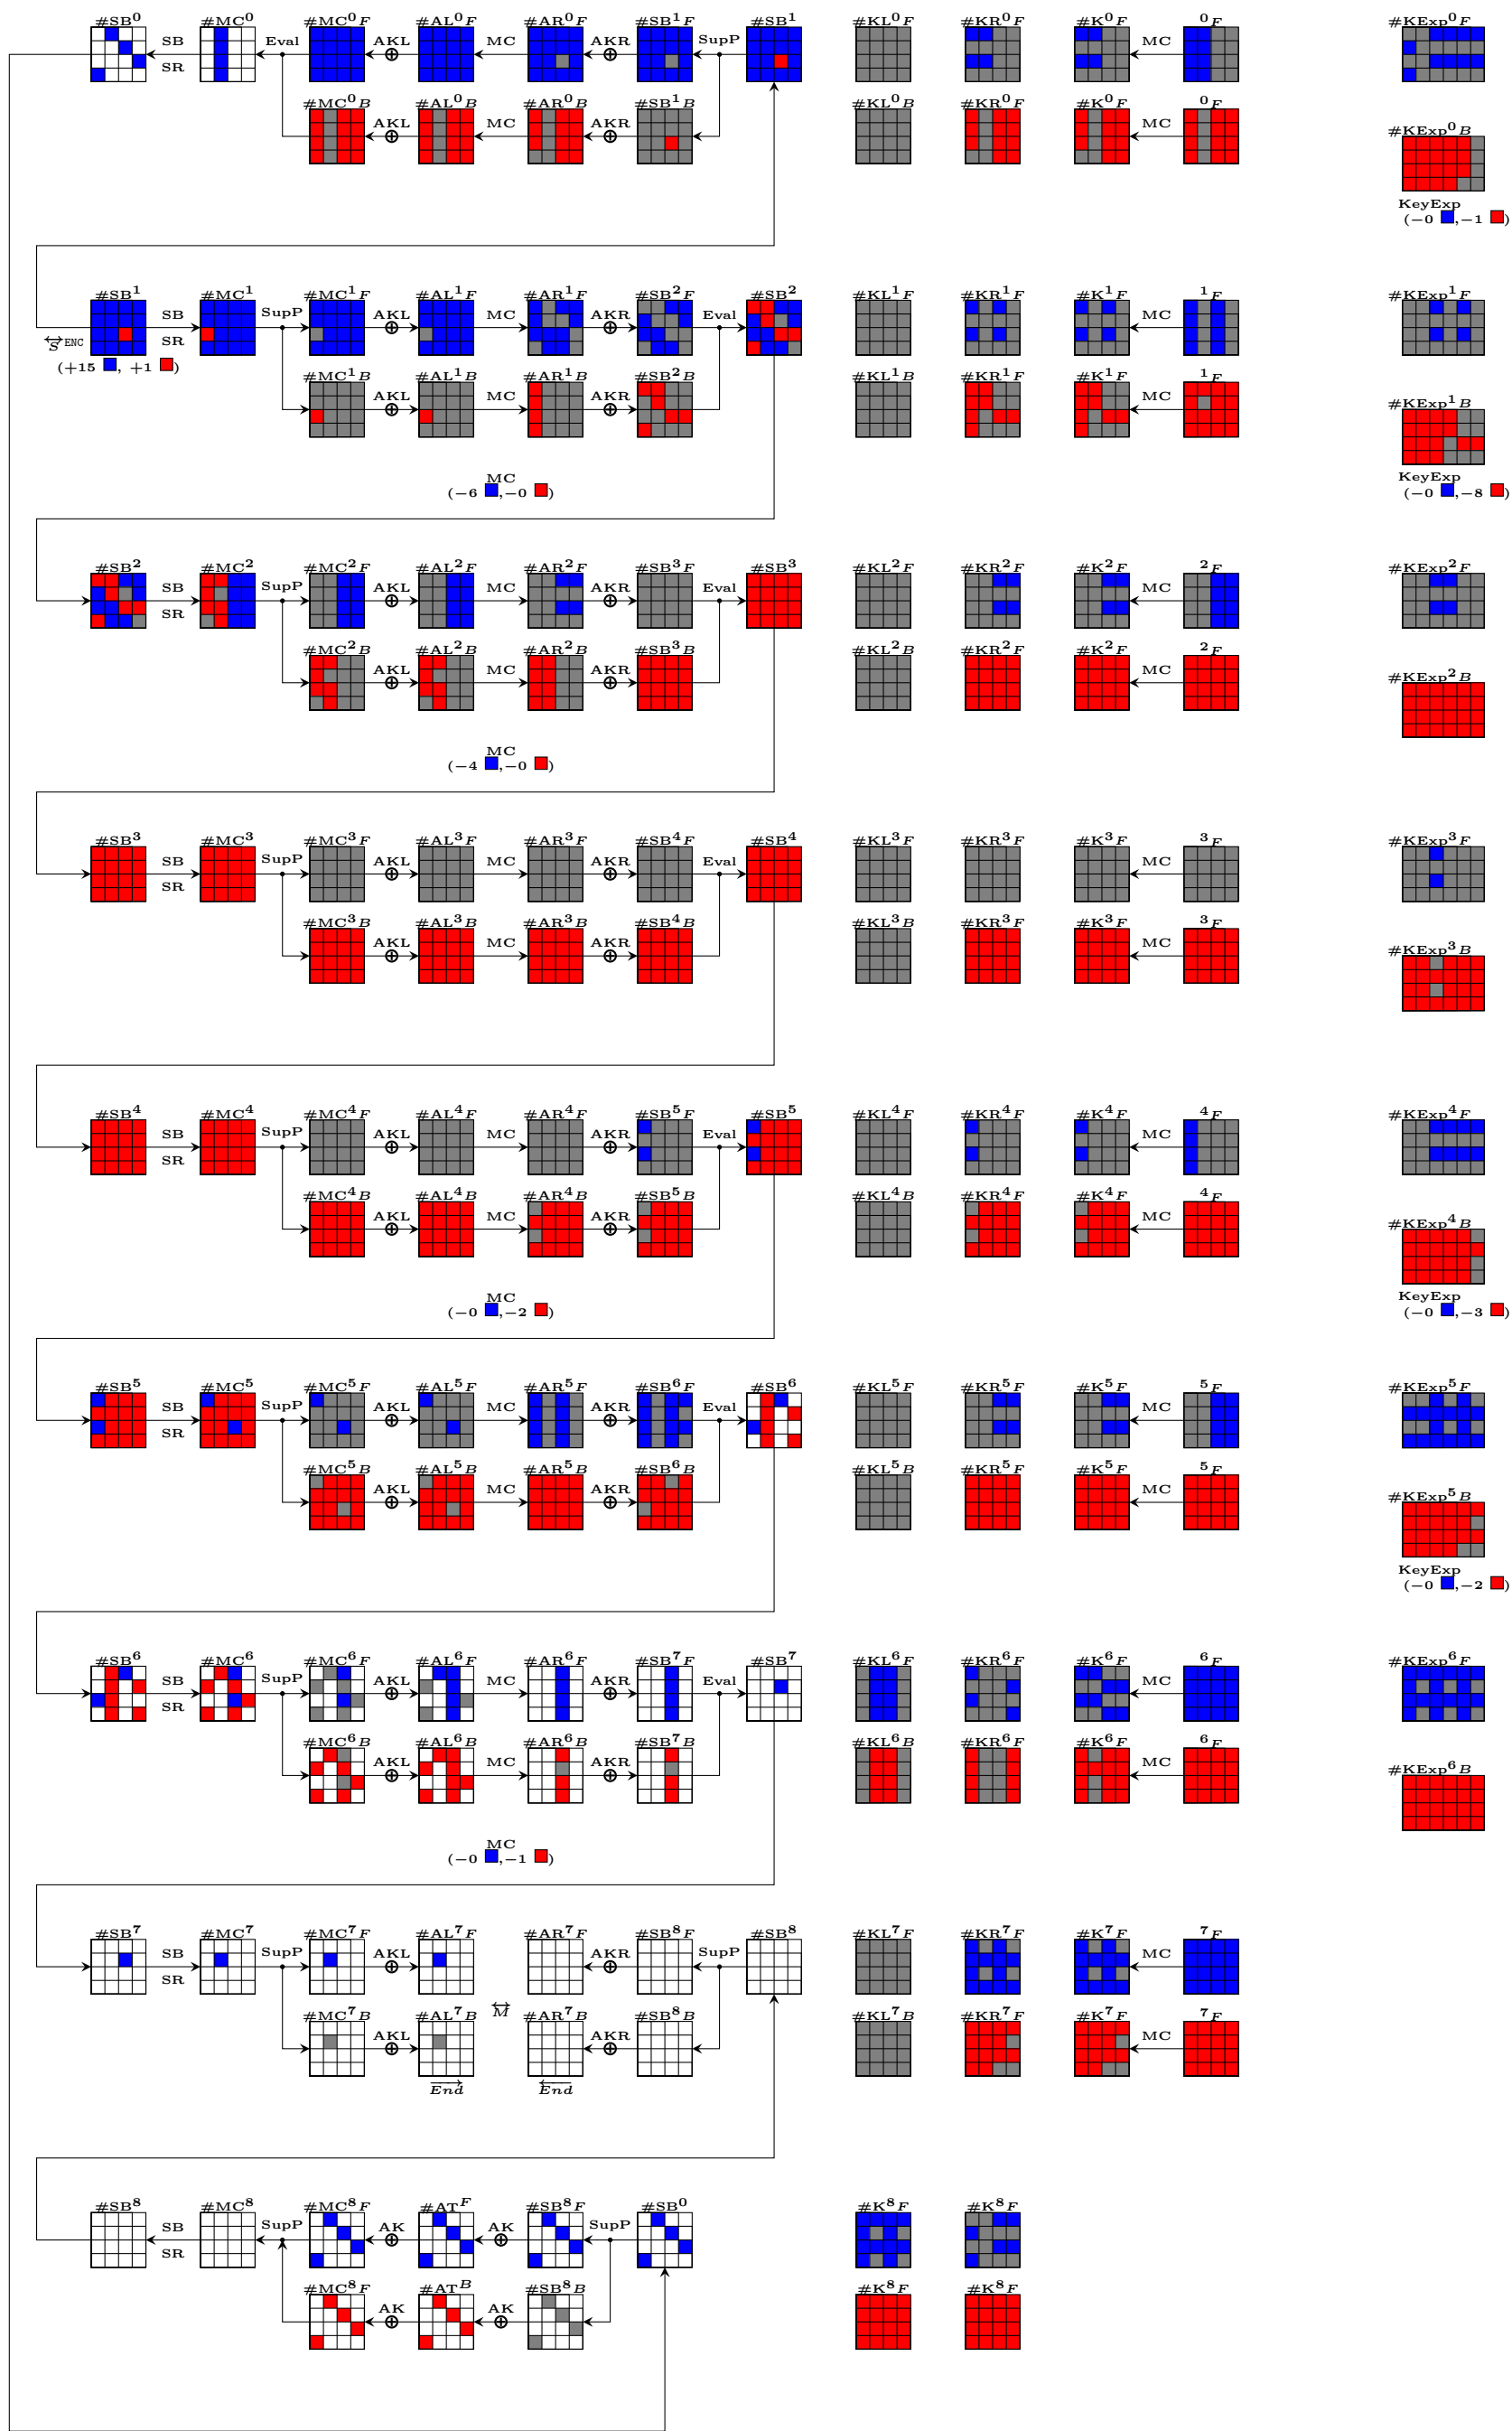 #SB⁰ #MC⁰ #MC⁰F #AL⁰F #AR⁰F #SB¹F #SB¹ #KL⁰F #KR⁰F #K⁰F ⁰F #KExp⁰F
SB SR Eval AKL MC AKR SupP MC
#MC⁰B #AL⁰B #AR⁰B #SB¹B #KL⁰B #KR⁰F #K⁰F ⁰F #KExp⁰B
AKL MC AKR MC
KeyExp
(−0 ,−1 )
#SB¹ #MC¹ #MC¹F #AL¹F #AR¹F #SB²F #SB² #KL¹F #KR¹F #K¹F ¹F #KExp¹F
SB SR SupP AKL MC AKR Eval MC
S ENC
(+15 , +1 )
#MC¹B #AL¹B #AR¹B #SB²B #KL¹B #KR¹F #K¹F ¹F #KExp¹B
AKL MC AKR MC
MC
(−6 ,−0 )
KeyExp
(−0 ,−8 )
#SB² #MC² #MC²F #AL²F #AR²F #SB³F #SB³ #KL²F #KR²F #K²F ²F #KExp²F
SB SR SupP AKL MC AKR Eval MC
#MC²B #AL²B #AR²B #SB³B #KL²B #KR²F #K²F ²F #KExp²B
AKL MC AKR MC
MC
(−4 ,−0 )
#SB³ #MC³ #MC³F #AL³F #AR³F #SB⁴F #SB⁴ #KL³F #KR³F #K³F ³F #KExp³F
SB SR SupP AKL MC AKR Eval MC
#MC³B #AL³B #AR³B #SB⁴B #KL³B #KR³F #K³F ³F #KExp³B
AKL MC AKR MC
#SB⁴ #MC⁴ #MC⁴F #AL⁴F #AR⁴F #SB⁵F #SB⁵ #KL⁴F #KR⁴F #K⁴F ⁴F #KExp⁴F
SB SR SupP AKL MC AKR Eval MC
#MC⁴B #AL⁴B #AR⁴B #SB⁵B #KL⁴B #KR⁴F #K⁴F ⁴F #KExp⁴B
AKL MC AKR MC
MC
(−0 ,−2 )
KeyExp
(−0 ,−3 )
#SB⁵ #MC⁵ #MC⁵F #AL⁵F #AR⁵F #SB⁶F #SB⁶ #KL⁵F #KR⁵F #K⁵F ⁵F #KExp⁵F
SB SR SupP AKL MC AKR Eval MC
#MC⁵B #AL⁵B #AR⁵B #SB⁶B #KL⁵B #KR⁵F #K⁵F ⁵F #KExp⁵B
AKL MC AKR MC
KeyExp
(−0 ,−2 )
#SB⁶ #MC⁶ #MC⁶F #AL⁶F #AR⁶F #SB⁷F #SB⁷ #KL⁶F #KR⁶F #K⁶F ⁶F #KExp⁶F
SB SR SupP AKL MC AKR Eval MC
#MC⁶B #AL⁶B #AR⁶B #SB⁷B #KL⁶B #KR⁶F #K⁶F ⁶F #KExp⁶B
AKL MC AKR MC
MC
(−0 ,−1 )
#SB⁷ #MC⁷ #MC⁷F #AL⁷F #AR⁷F #SB⁸F #SB⁸ #KL⁷F #KR⁷F #K⁷F ⁷F
SB SR SupP AKL AKR SupP MC
M
#MC⁷B #AL⁷B #AR⁷B #SB⁸B #KL⁷B #KR⁷F #K⁷F ⁷F
AKL AKR MC
End End
#SB⁸ #MC⁸ #MC⁸F #ATF #SB⁸F #SB⁰ #K⁸F #K⁸F
SB SR SupP AK AK SupP
#MC⁸F #ATB #SB⁸B #K⁸F #K⁸F
AK AK